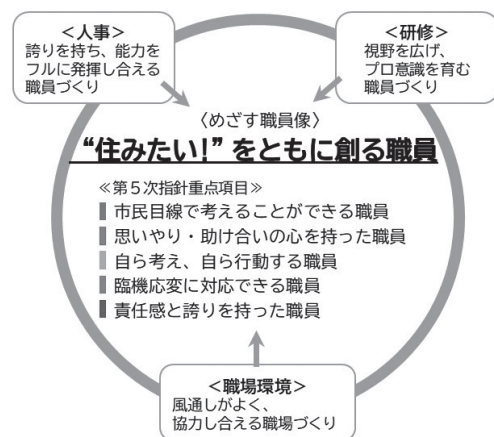 ＜人事＞
誇りを持ち、能力を
フルに発揮し合える
職員づくり
＜研修＞
視野を広げ、
プロ意識を育む
職員づくり
〈めざす職員像〉
“住みたい！”をともに創る職員
≪第５次指針重点項目≫
市民目線で考えることができる職員
思いやり・助け合いの心を持った職員
自ら考え、自ら行動する職員
臨機応変に対応できる職員
責任感と誇りを持った職員
＜職場環境＞
風通しがよく、
協力し合える職場づくり